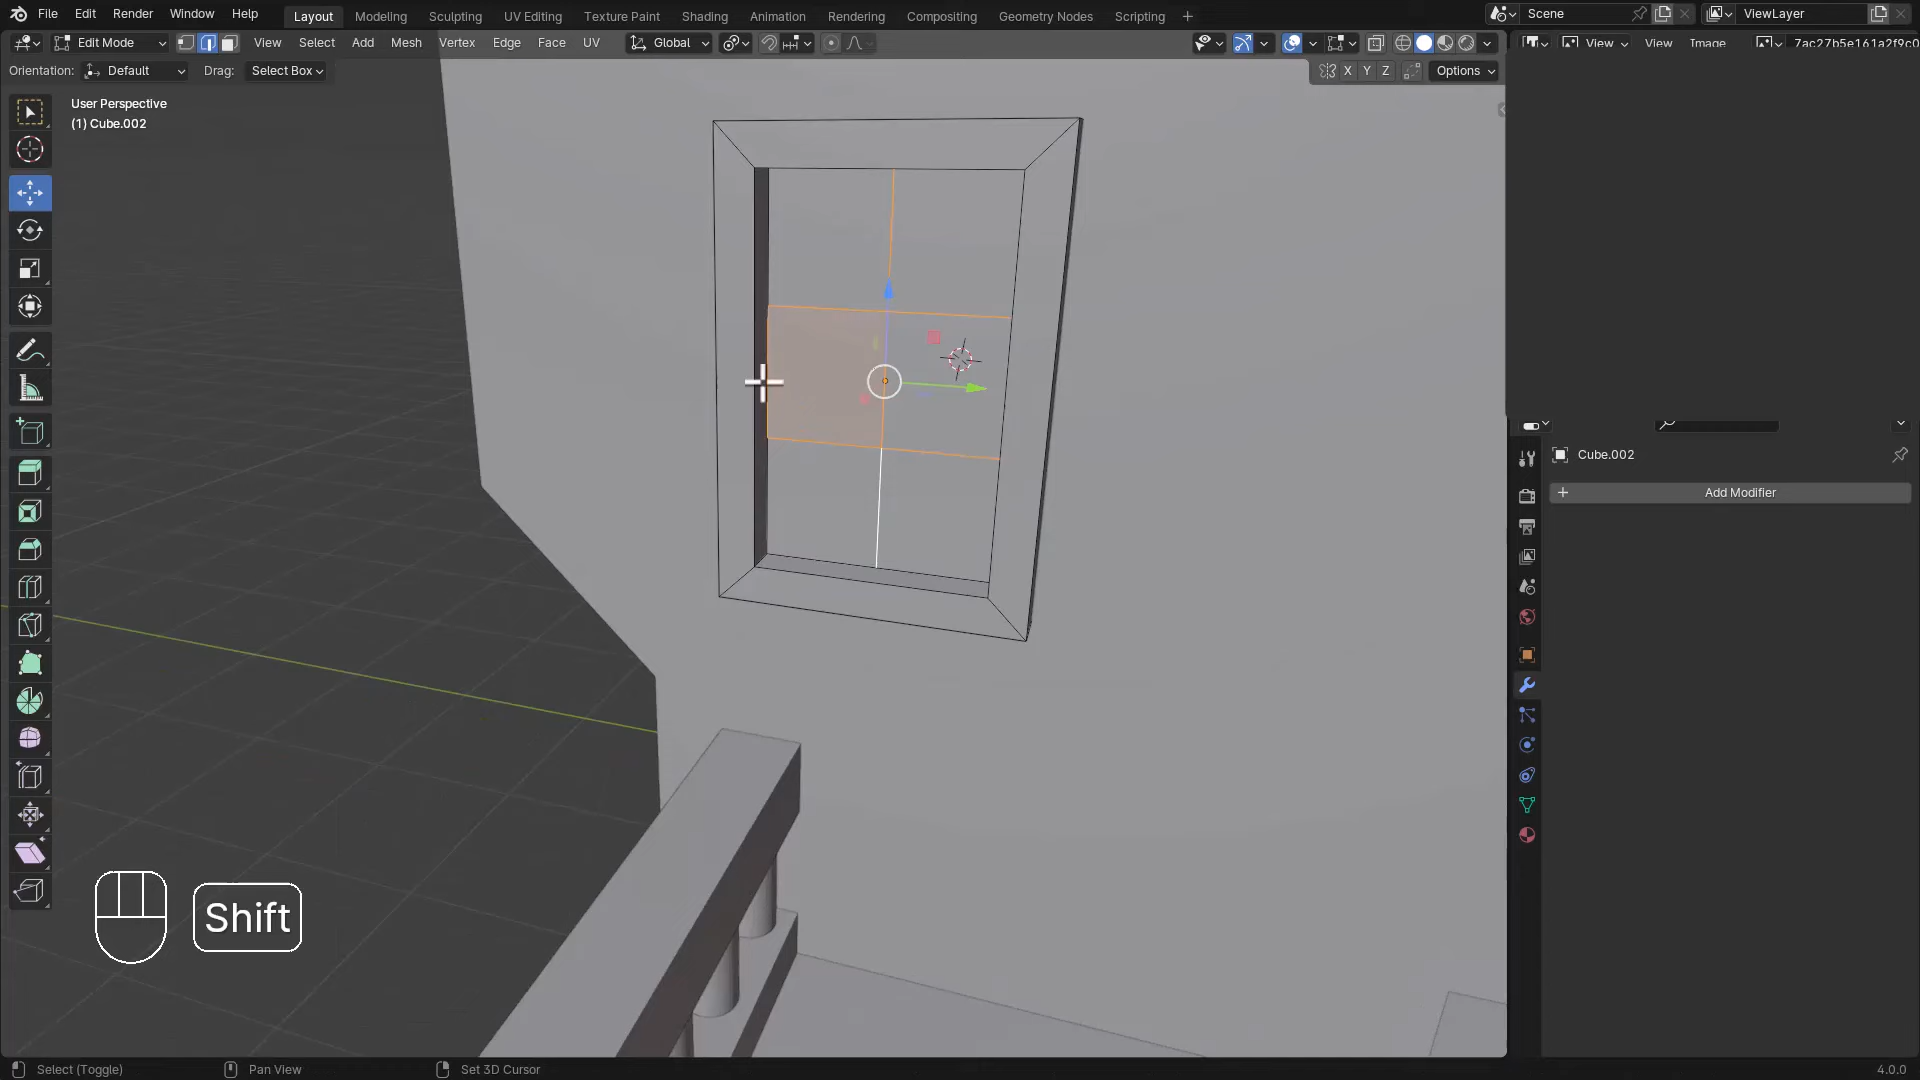 File Edit Render Window Help Layout Modeling Sculpting UV Editing Texture Paint Shading Animation Rendering Compositing Geometry Nodes Scripting + Scene ViewLayer
Edit Mode View Select Add Mesh Vertex Edge Face UV Global View View Image 7ac27b5e161a2f9c0
Orientation: Default Drag: Select Box X Y Z Options
User Perspective
(1) Cube.002
Cube.002
+ Add Modifier
Shift
Select (Toggle) Pan View Set 3D Cursor 4.0.0